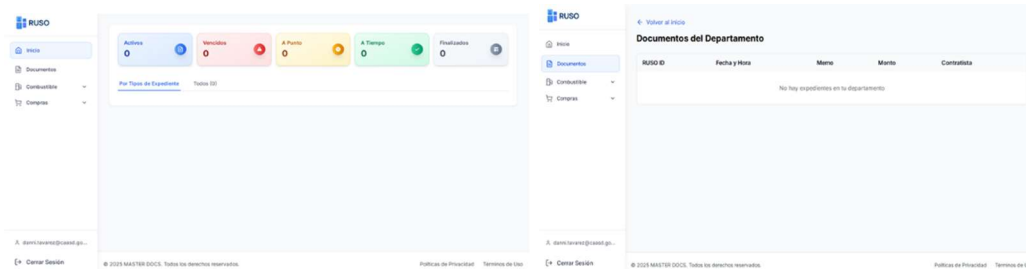 RUSO
Inicio
Documentos
Combustible
Compras
Activos
0
Vencidos
0
A Punto
0
A Tiempo
0
Finalizados
0
Por Tipos de Expediente Todos (0)
Cerrar Sesión
© 2025 MASTER DOCS. Todos los derechos reservados.
Políticas de Privacidad Términos de Uso
RUSO
Inicio
Documentos
Combustible
Compras
Volver al inicio
Documentos del Departamento
RUSO ID Fecha y Hora Memo Monto Contratista
No hay expedientes en tu departamento
Cerrar Sesión
© 2025 MASTER DOCS. Todos los derechos reservados.
Políticas de Privacidad Términos de